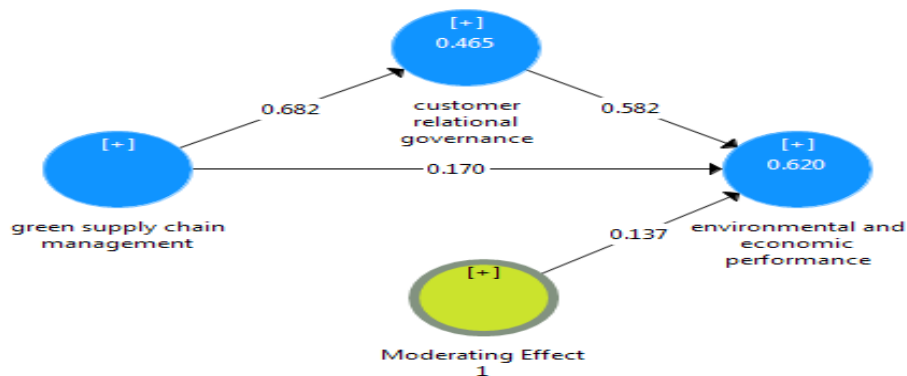 [+]
0.465
customer
relational
governance
0.682
0.582
[+]
green supply chain
management
0.170
[+]
0.620
environmental and
economic
performance
0.137
[+]
Moderating Effect
1